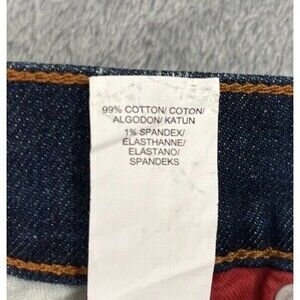 99% COTTON/ COTON/
ALGODON/ KATUN
1% SPANDEX/
ELASTHANNE/
ELASTANO/
SPANDEKS